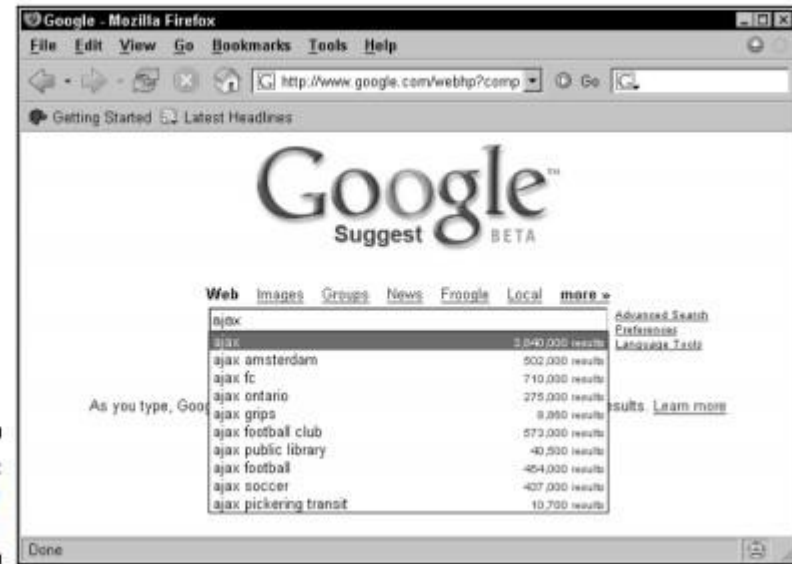 Google - Mozilla Firefox
File Edit View Go Bookmarks Tools Help
G http://www.google.com/webhp?comp Go G
Getting Started Latest Headlines
Google™
Suggest BETA
Web Images Groups News Froogle Local more »
ajax
Advanced Search
Preferences
Language Tools
ajax 3,840,000 results
ajax amsterdam 502,000 results
ajax fc 710,000 results
ajax ontario 275,000 results
ajax grips results
ajax football club 573,000 results
ajax public library 40,500 results
ajax football 454,000 results
ajax soccer 437,000 results
ajax pickering transit 10,700 results
As you type, Goog sults. Learn more
Done